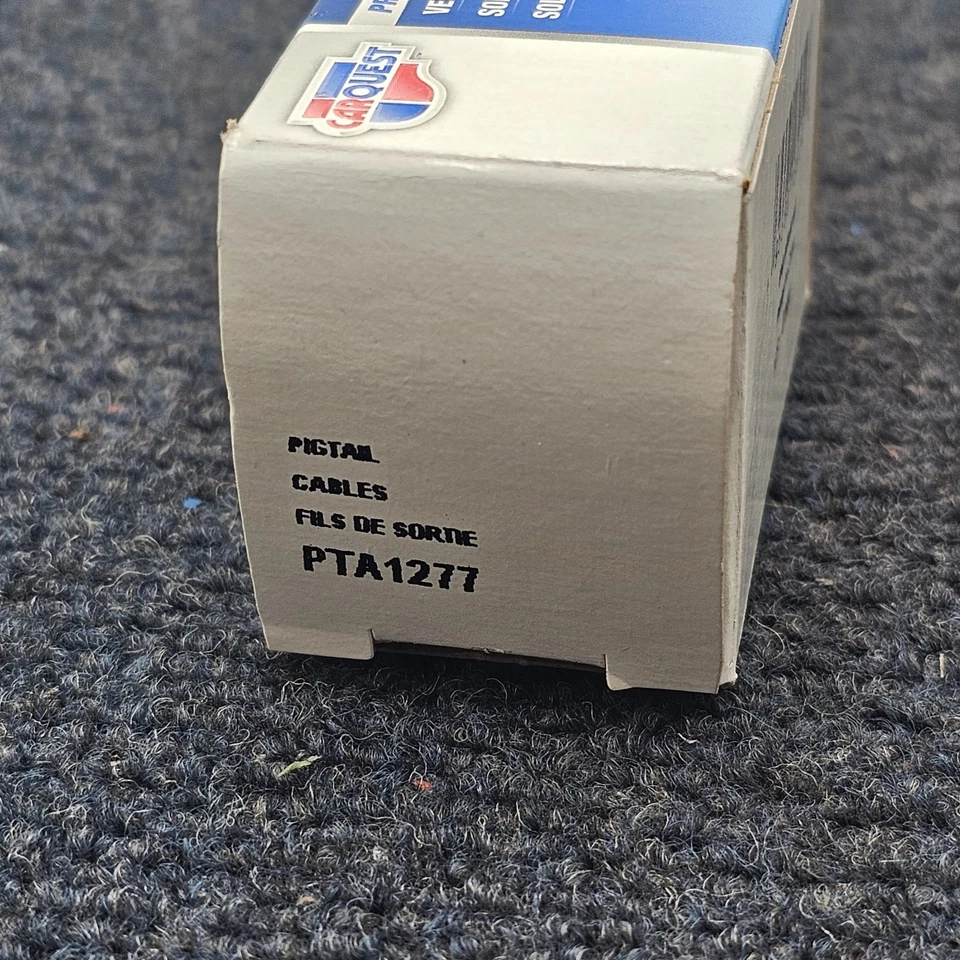 CARQUEST
PIGTAIL
CABLES
FILS DE SORTIE
PTA1277